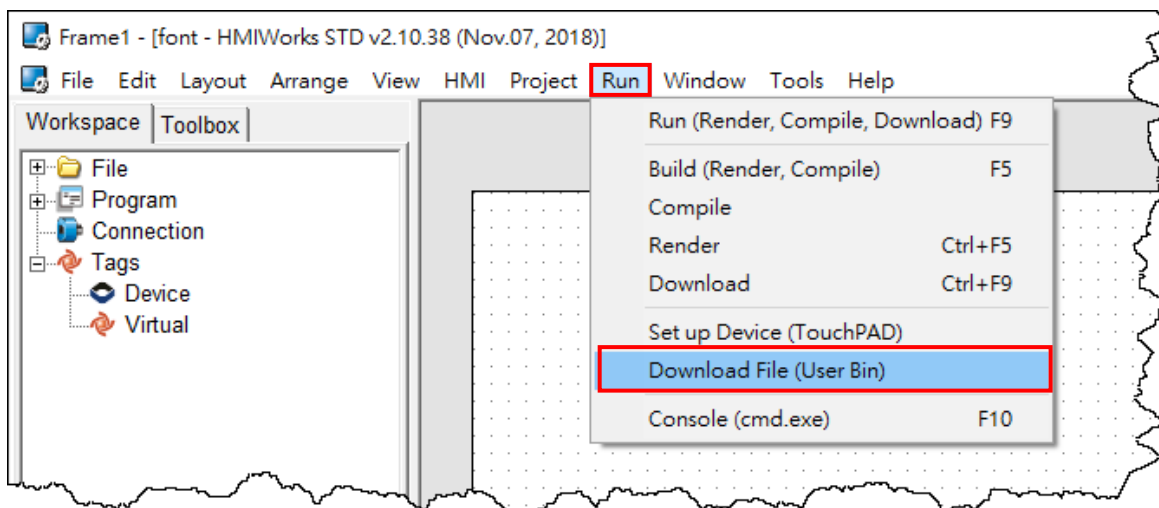 Frame1 - [font - HMIWorks STD v2.10.38 (Nov.07, 2018)]
File Edit Layout Arrange View HMI Project Run Window Tools Help
Workspace Toolbox
File
Program
Connection
Tags
Device
Virtual
Run (Render, Compile, Download) F9
Build (Render, Compile) F5
Compile
Render Ctrl+F5
Download Ctrl+F9
Set up Device (TouchPAD)
Download File (User Bin)
Console (cmd.exe) F10